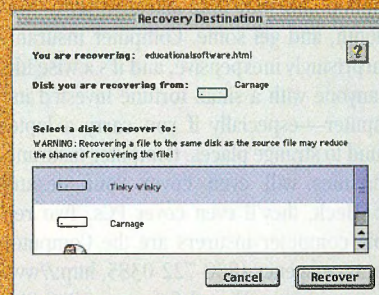 Recovery Destination
You are recovering: educationalsoftware.html
Disk you are recovering from: Carnage
Select a disk to recover to:
WARNING: Recovering a file to the same disk as the source file may reduce
the chance of recovering the file!
Tinky Winky
Carnage
Cancel
Recover